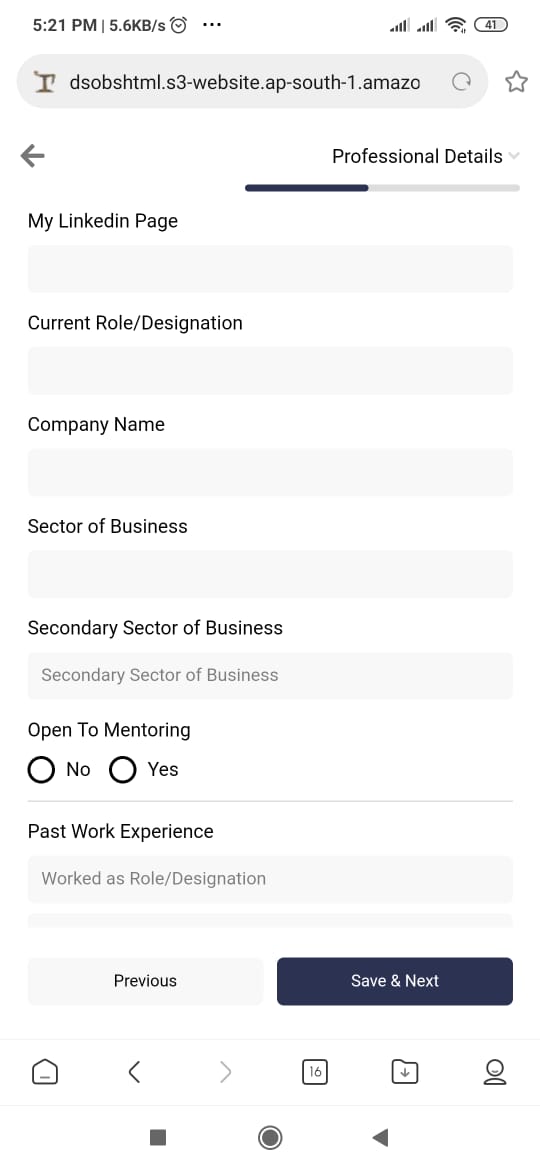 5:21 PM | 5.6KB/s ...
41
dsobshtml.s3-website.ap-south-1.amazo
Professional Details
My Linkedin Page
Current Role/Designation
Company Name
Sector of Business
Secondary Sector of Business
Secondary Sector of Business
Open To Mentoring
No Yes
Past Work Experience
Worked as Role/Designation
Previous Save & Next
16